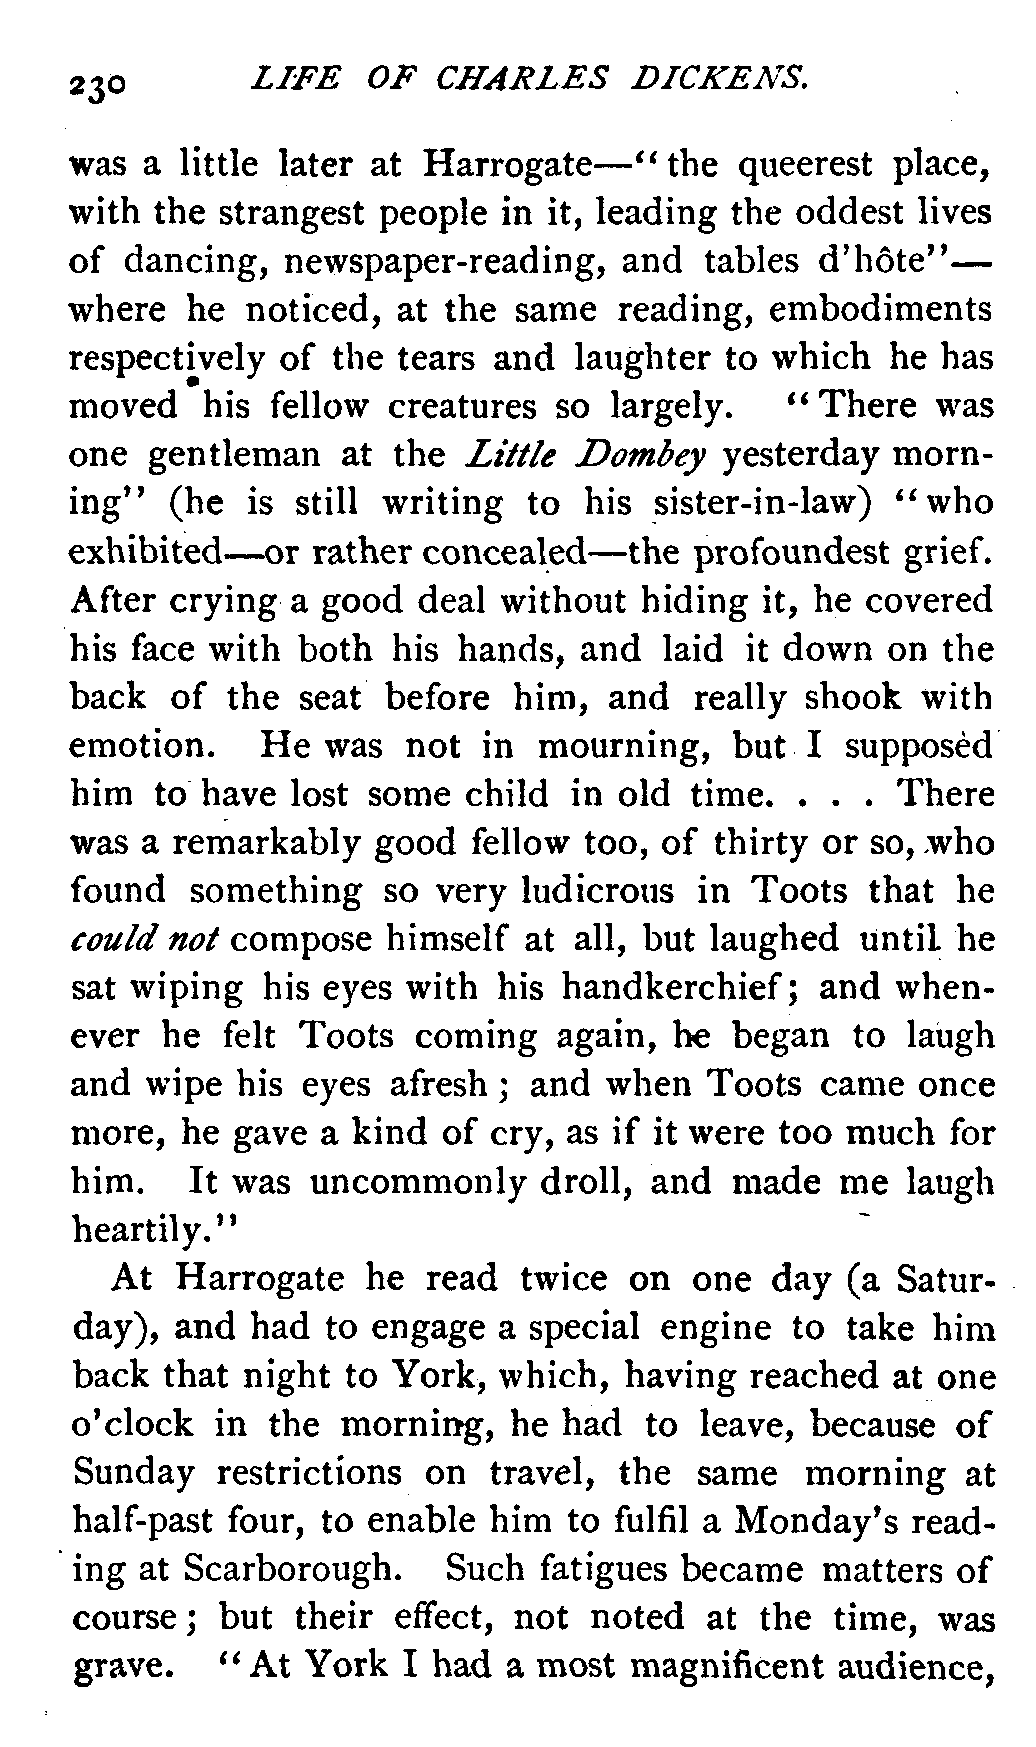 230 LIFE OF CHARLES DICKENS.
was a little later at Harrogate—“the queerest place,
with the strangest people in it, leading the oddest lives
of dancing, newspaper-reading, and tables d'hôte”—
where he noticed, at the same reading, embodiments
respectively of the tears and laughter to which he has
moved his fellow creatures so largely. “There was
one gentleman at the Little Dombey yesterday morn-
ing” (he is still writing to his sister-in-law) “who
exhibited—or rather concealed—the profoundest grief.
After crying a good deal without hiding it, he covered
his face with both his hands, and laid it down on the
back of the seat before him, and really shook with
emotion. He was not in mourning, but I supposed
him to have lost some child in old time. . . . There
was a remarkably good fellow too, of thirty or so, who
found something so very ludicrous in Toots that he
could not compose himself at all, but laughed until he
sat wiping his eyes with his handkerchief; and when-
ever he felt Toots coming again, he began to laugh
and wipe his eyes afresh; and when Toots came once
more, he gave a kind of cry, as if it were too much for
him. It was uncommonly droll, and made me laugh
heartily.”
At Harrogate he read twice on one day (a Satur-
day), and had to engage a special engine to take him
back that night to York, which, having reached at one
o'clock in the morning, he had to leave, because of
Sunday restrictions on travel, the same morning at
half-past four, to enable him to fulfil a Monday's read-
ing at Scarborough. Such fatigues became matters of
course; but their effect, not noted at the time, was
grave. “At York I had a most magnificent audience,